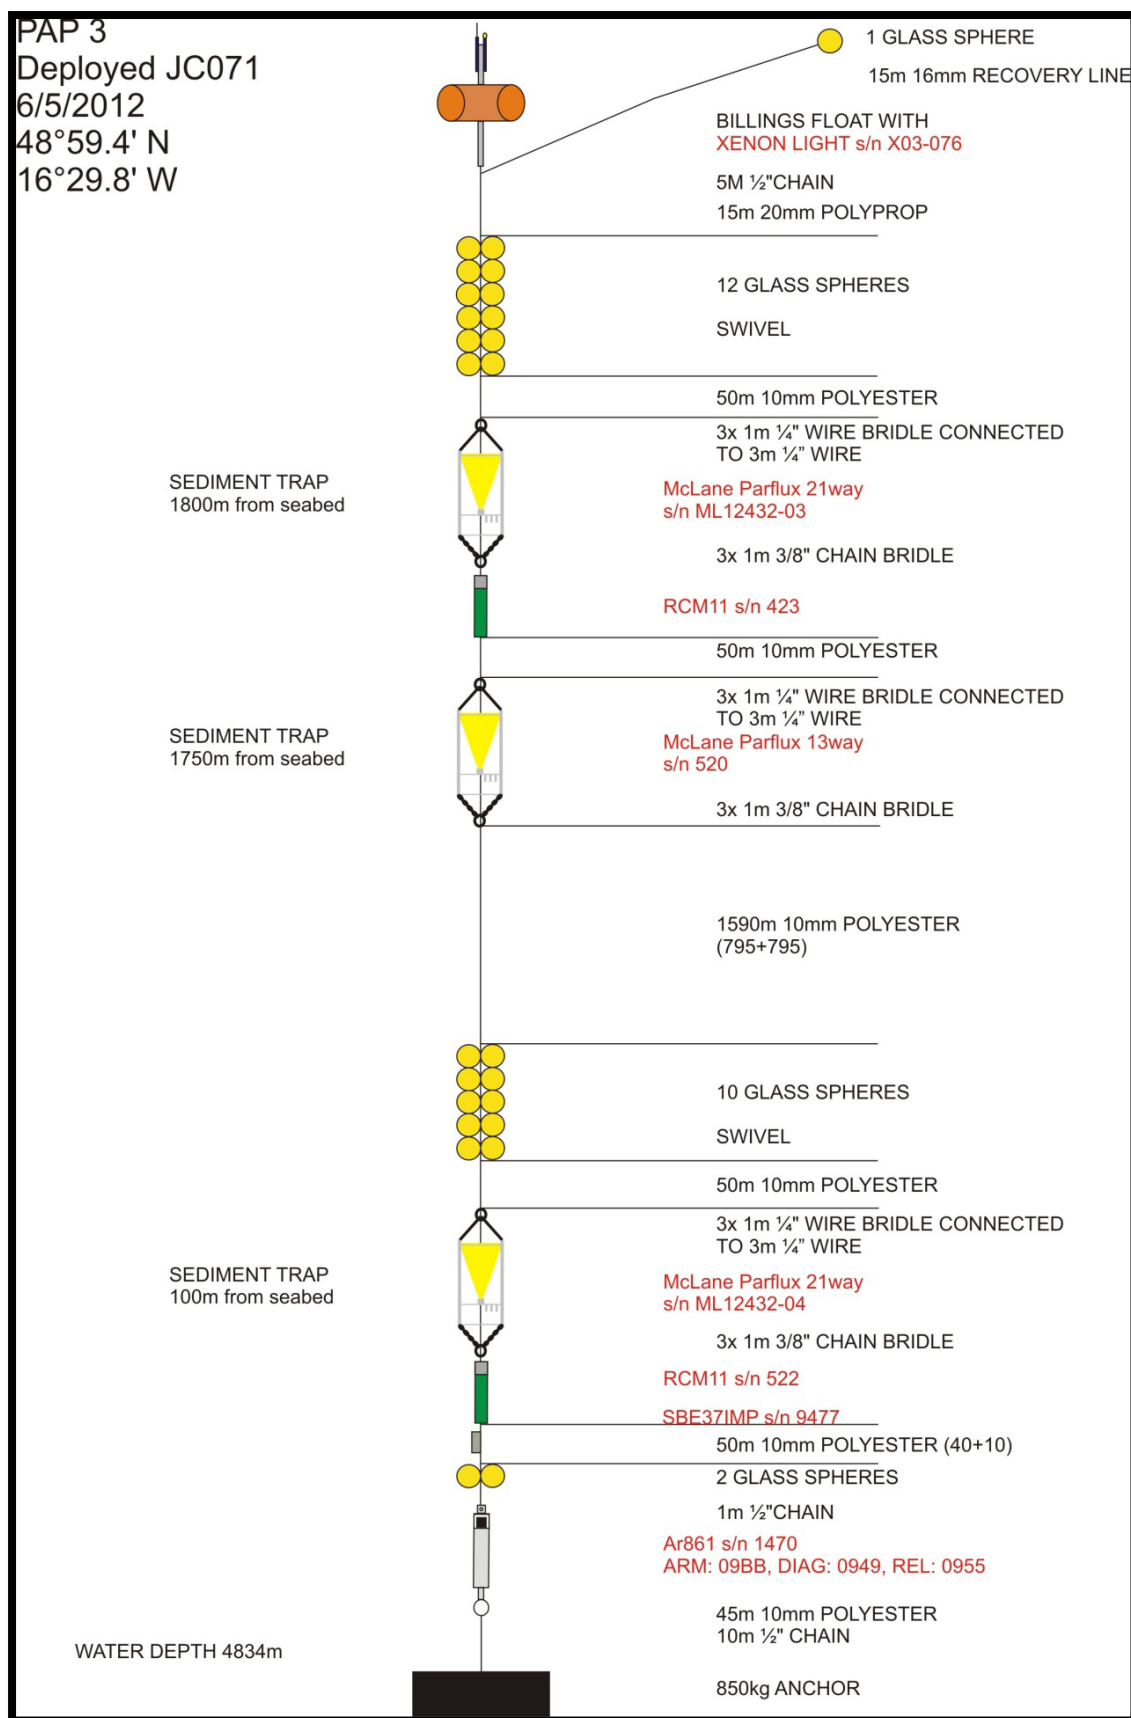 PAP 3
Deployed JC071
6/5/2012
48°59.4' N
16°29.8' W
1 GLASS SPHERE
15m 16mm RECOVERY LINE
BILLINGS FLOAT WITH
XENON LIGHT s/n X03-076
5M ½"CHAIN
15m 20mm POLYPROP
12 GLASS SPHERES
SWIVEL
50m 10mm POLYESTER
3x 1m ¼" WIRE BRIDLE CONNECTED
TO 3m ¼” WIRE
SEDIMENT TRAP
1800m from seabed
McLane Parflux 21way
s/n ML12432-03
3x 1m 3/8" CHAIN BRIDLE
RCM11 s/n 423
50m 10mm POLYESTER
3x 1m ¼" WIRE BRIDLE CONNECTED
TO 3m ¼” WIRE
SEDIMENT TRAP
1750m from seabed
McLane Parflux 13way
s/n 520
3x 1m 3/8" CHAIN BRIDLE
1590m 10mm POLYESTER
(795+795)
10 GLASS SPHERES
SWIVEL
50m 10mm POLYESTER
3x 1m ¼" WIRE BRIDLE CONNECTED
TO 3m ¼” WIRE
SEDIMENT TRAP
100m from seabed
McLane Parflux 21way
s/n ML12432-04
3x 1m 3/8" CHAIN BRIDLE
RCM11 s/n 522
SBE37IMP s/n 9477
50m 10mm POLYESTER (40+10)
2 GLASS SPHERES
1m ½"CHAIN
Ar861 s/n 1470
ARM: 09BB, DIAG: 0949, REL: 0955
45m 10mm POLYESTER
10m ½" CHAIN
WATER DEPTH 4834m
850kg ANCHOR